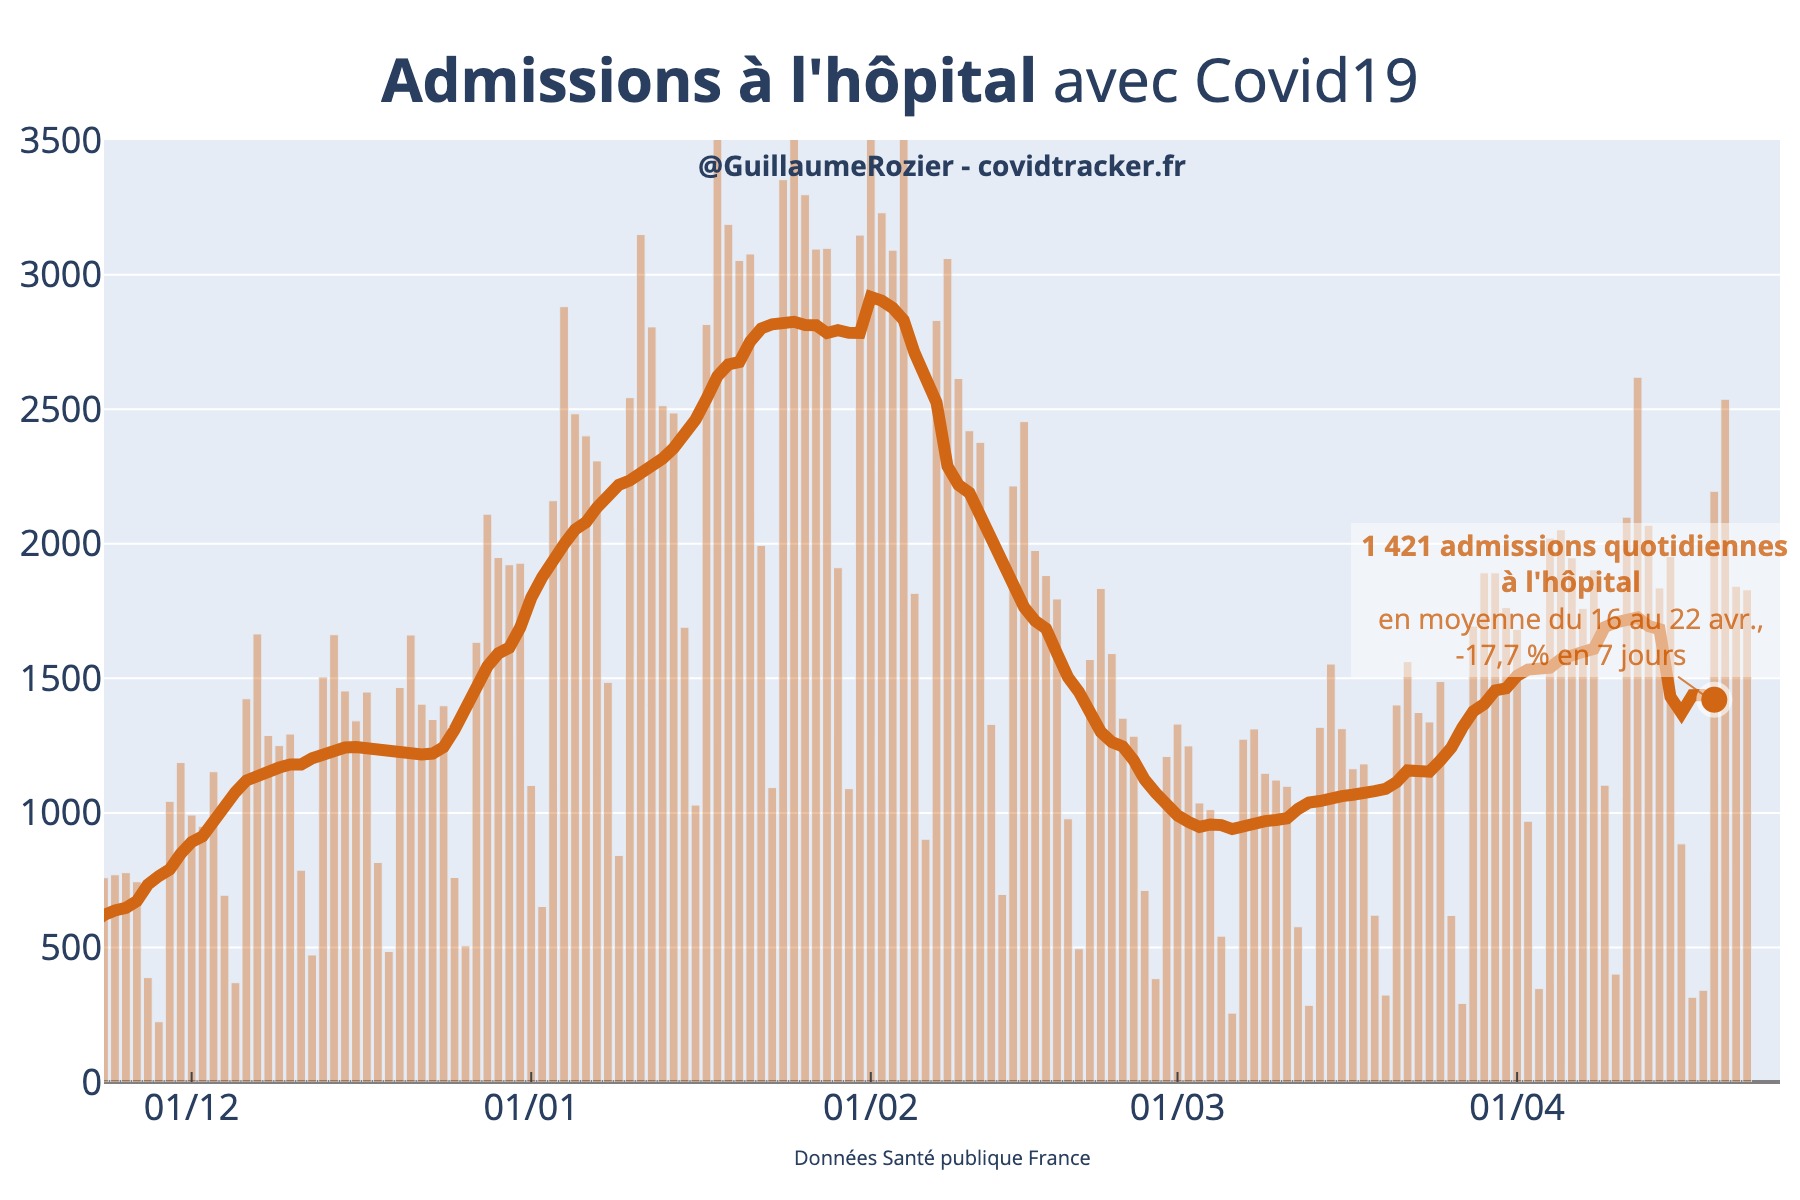 Admissions à l'hôpital avec Covid19
@GuillaumeRozier - covidtracker.fr
3500
3000
2500
2000
1500
1000
500
0
1 421 admissions quotidiennes
à l'hôpital
en moyenne du 16 au 22 avr.,
-17,7 % en 7 jours
01/12
01/01
01/02
01/03
01/04
Données Santé publique France